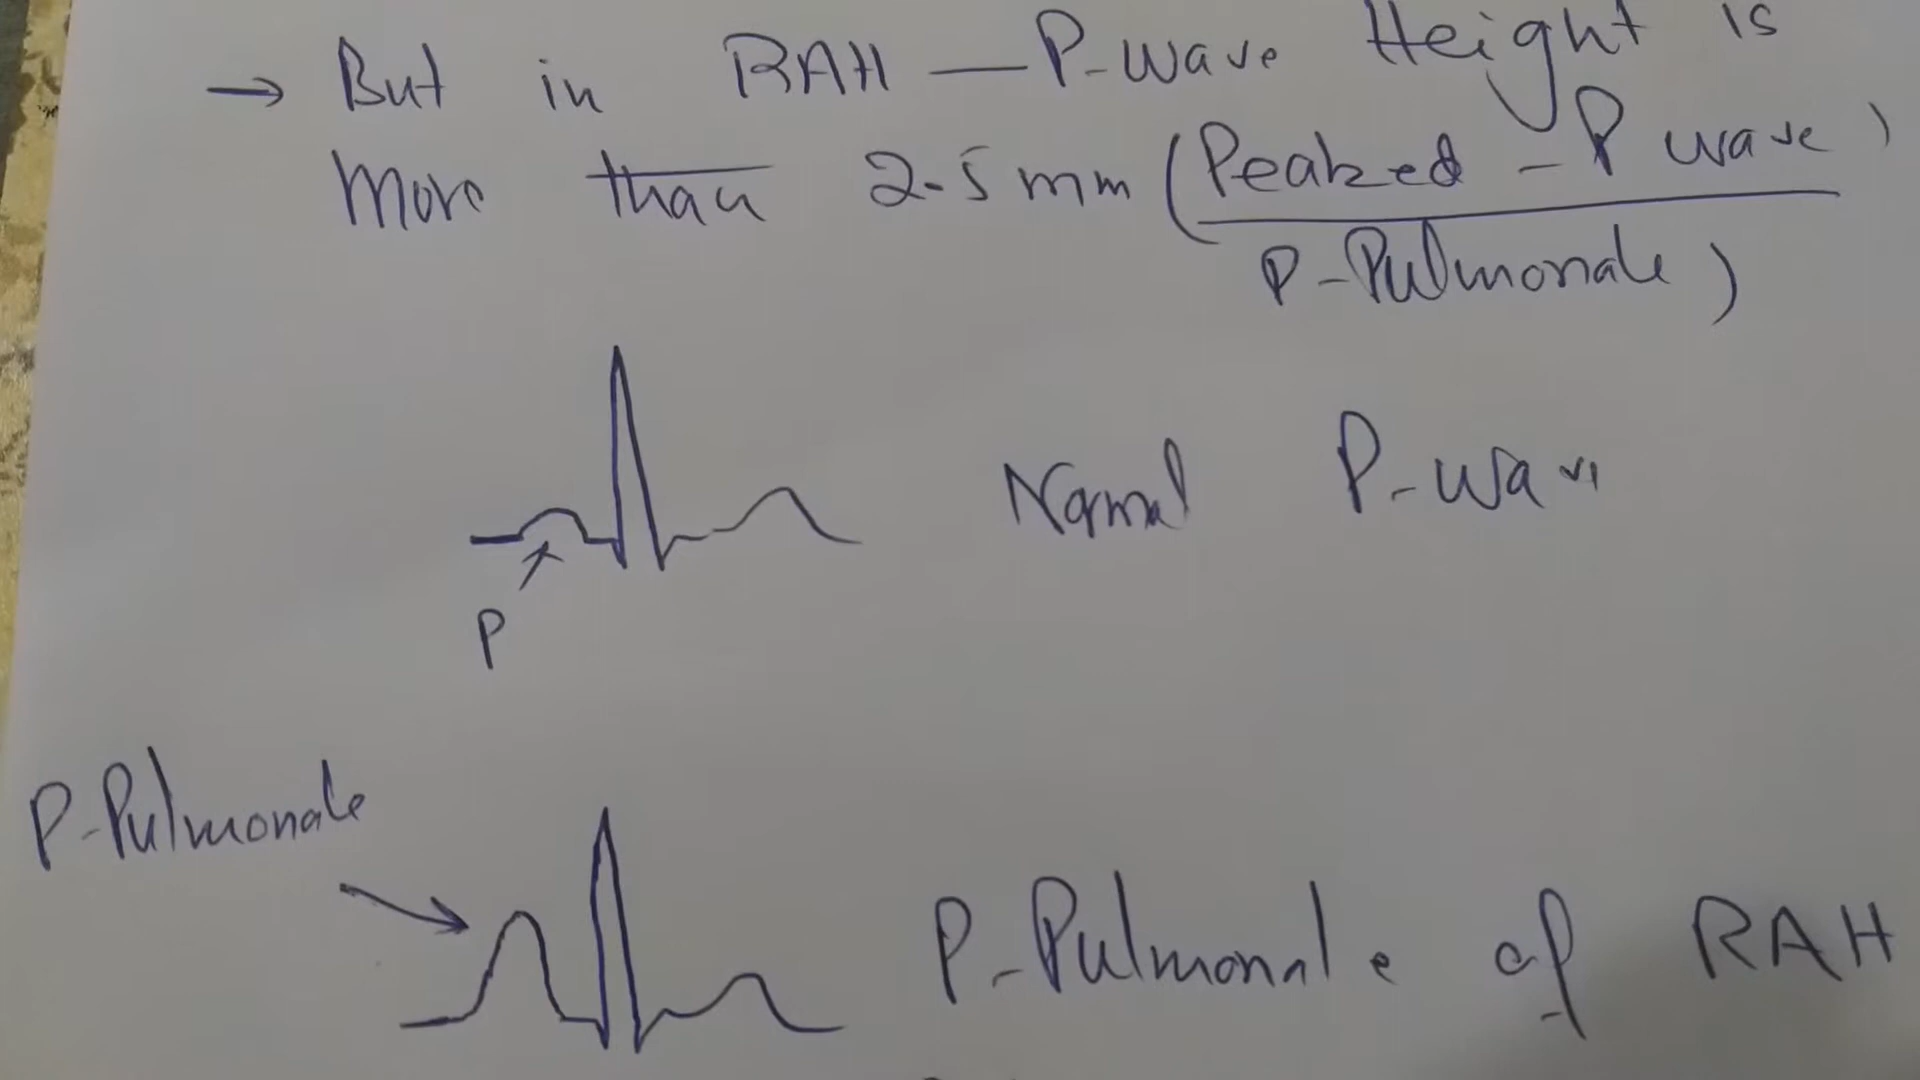 → But in RAH — P-wave Height is
More than 2.5 mm (Peaked - P wave)
P-Pulmonale)
Normal P-wave
P
P-Pulmonale
P-Pulmonale of RAH